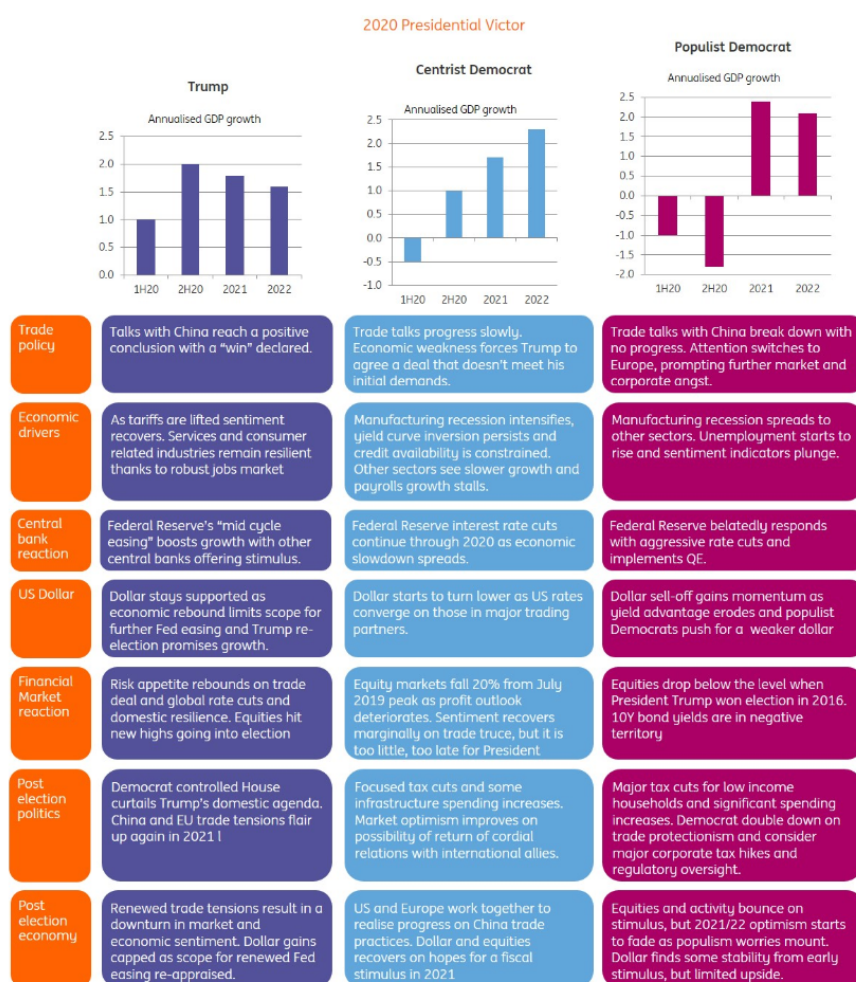 2020 Presidential Victor
Trump
Annualised GDP growth
2.5
2.0
1.5
1.0
0.5
0.0
1H20 2H20 2021 2022
Centrist Democrat
Annualised GDP growth
2.5
2.0
1.5
1.0
0.5
0.0
-0.5
-1.0
1H20 2H20 2021 2022
Populist Democrat
Annualised GDP growth
2.5
2.0
1.5
1.0
0.5
0.0
-0.5
-1.0
-1.5
-2.0
1H20 2H20 2021 2022
Trade
policy
Talks with China reach a positive
conclusion with a “win” declared.
Trade talks progress slowly.
Economic weakness forces Trump to
agree a deal that doesn’t meet his
initial demands.
Trade talks with China break down with
no progress. Attention switches to
Europe, prompting further market and
corporate angst.
Economic
drivers
As tariffs are lifted sentiment
recovers. Services and consumer
related industries remain resilient
thanks to robust jobs market
Manufacturing recession intensifies,
yield curve inversion persists and
credit availability is constrained.
Other sectors see slower growth and
payrolls growth stalls.
Manufacturing recession spreads to
other sectors. Unemployment starts to
rise and sentiment indicators plunge.
Central
bank
reaction
Federal Reserve’s “mid cycle
easing” boosts growth with other
central banks offering stimulus.
Federal Reserve interest rate cuts
continue through 2020 as economic
slowdown spreads.
Federal Reserve belatedly responds
with aggressive rate cuts and
implements QE.
US Dollar
Dollar stays supported as
economic rebound limits scope for
further Fed easing and Trump re-
election promises growth.
Dollar starts to turn lower as US rates
converge on those in major trading
partners.
Dollar sell-off gains momentum as
yield advantage erodes and populist
Democrats push for a weaker dollar
Financial
Market
reaction
Risk appetite rebounds on trade
deal and global rate cuts and
domestic resilience. Equities hit
new highs going into election
Equity markets fall 20% from July
2019 peak as profit outlook
deteriorates. Sentiment recovers
marginally on trade truce, but it is
too little, too late for President
Equities drop below the level when
President Trump won election in 2016.
10Y bond yields are in negative
territory
Post
election
politics
Democrat controlled House
curtails Trump’s domestic agenda.
China and EU trade tensions flair
up again in 2021 l
Focused tax cuts and some
infrastructure spending increases.
Market optimism improves on
possibility of return of cordial
relations with international allies.
Major tax cuts for low income
households and significant spending
increases. Democrat double down on
trade protectionism and consider
major corporate tax hikes and
regulatory oversight.
Post
election
economy
Renewed trade tensions result in a
downturn in market and
economic sentiment. Dollar gains
capped as scope for renewed Fed
easing re-appraised.
US and Europe work together to
realise progress on China trade
practices. Dollar and equities
recovers on hopes for a fiscal
stimulus in 2021
Equities and activity bounce on
stimulus, but 2021/22 optimism starts
to fade as populism worries mount.
Dollar finds some stability from early
stimulus, but limited upside.